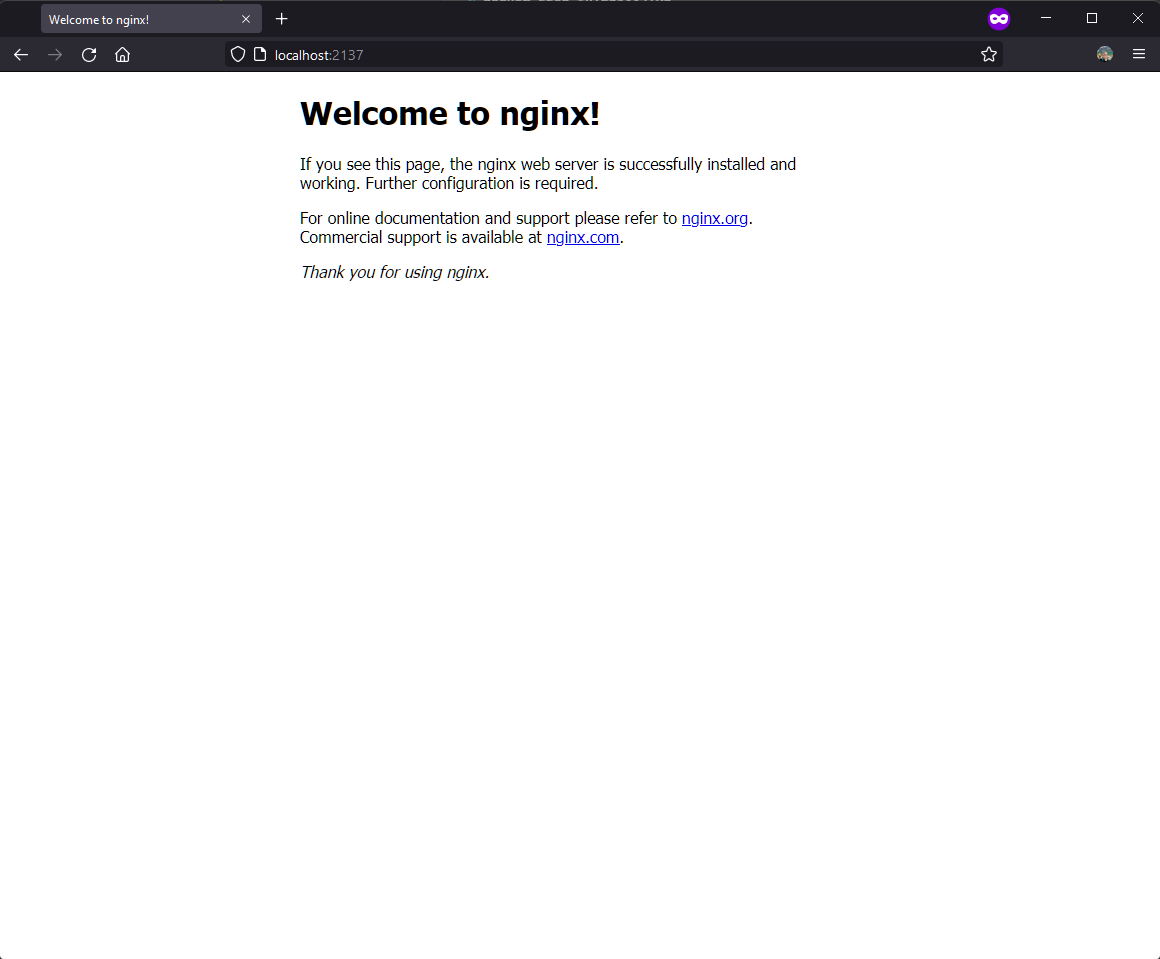 Welcome to nginx!
localhost:2137
Welcome to nginx!
If you see this page, the nginx web server is successfully installed and
working. Further configuration is required.
For online documentation and support please refer to nginx.org.
Commercial support is available at nginx.com.
Thank you for using nginx.